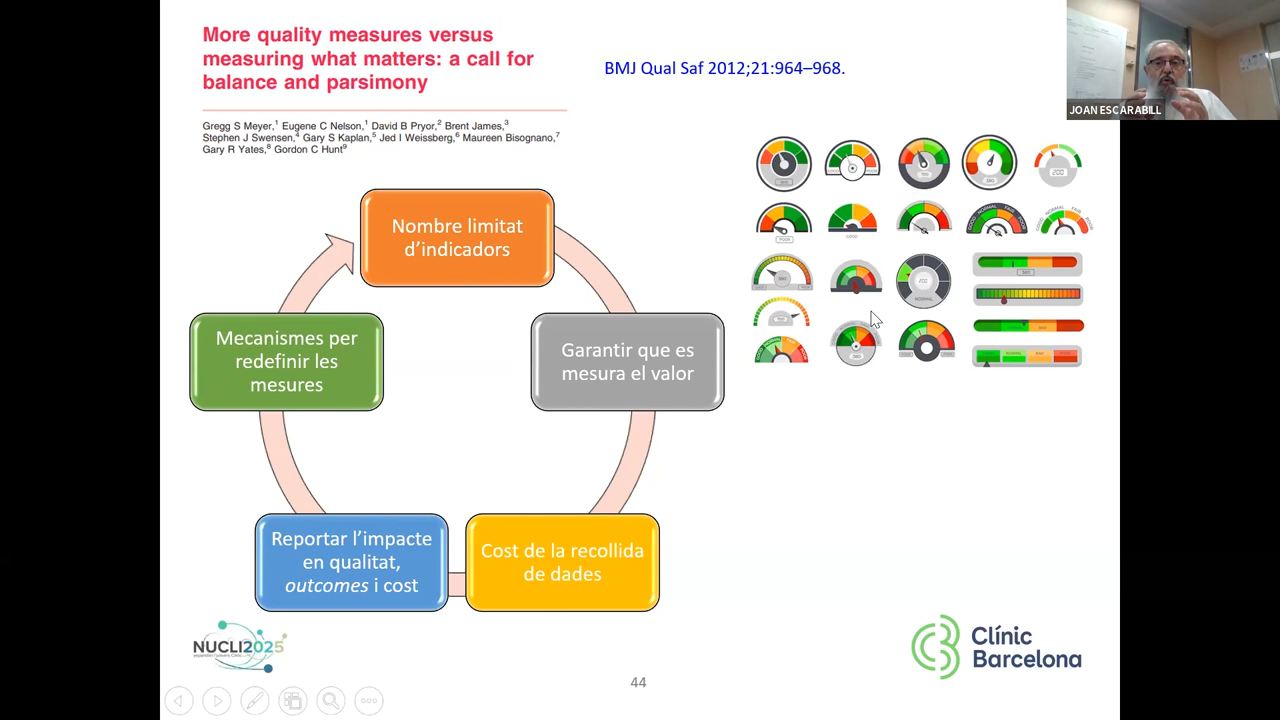 More quality measures versus
measuring what matters: a call for
balance and parsimony
BMJ Qual Saf 2012;21:964–968.
JOAN ESCARABILL
Gregg S Meyer,1 Eugene C Nelson,1 David B Pryor,2 Brent James,3
Stephen J Swensen,4 Gary S Kaplan,5 Jed I Weissberg,6 Maureen Bisognano,7
Gary R Yates,8 Gordon C Hunt9
Nombre limitat
d’indicadors
Garantir que es
mesura el valor
Cost de la recollida
de dades
Reportar l’impacte
en qualitat,
outcomes i cost
Mecanismes per
redefinir les
mesures
NUCLI2025
Clínic
Barcelona
44